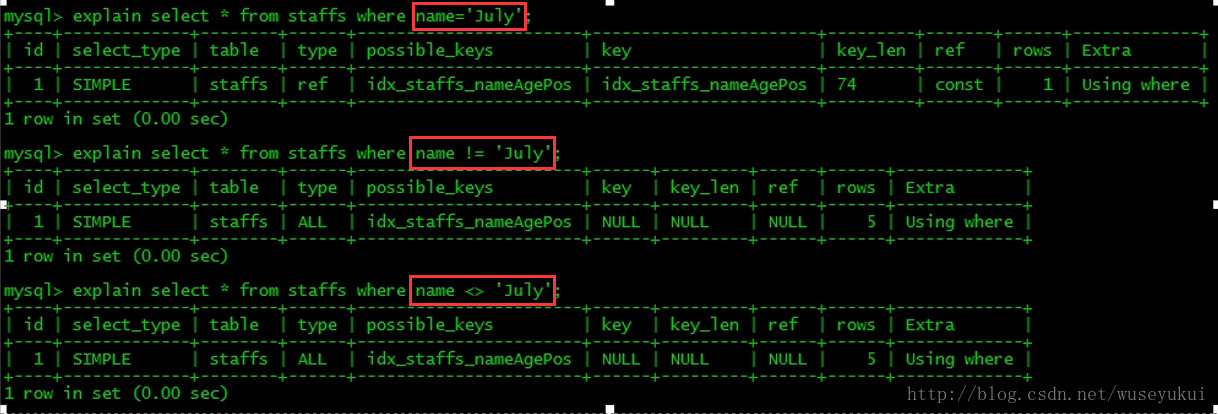 mysql> explain select * from staffs where name='July';
+----+-------------+--------+------+-----------------------+-----------------------+---------+-------+------+-------------+
| id | select_type | table | type | possible_keys | key | key_len | ref | rows | Extra |
+----+-------------+--------+------+-----------------------+-----------------------+---------+-------+------+-------------+
| 1 | SIMPLE | staffs | ref | idx_staffs_nameAgePos | idx_staffs_nameAgePos | 74 | const | 1 | Using where |
+----+-------------+--------+------+-----------------------+-----------------------+---------+-------+------+-------------+
1 row in set (0.00 sec)
mysql> explain select * from staffs where name != 'July';
+----+-------------+--------+------+-----------------------+------+---------+------+------+-------------+
| id | select_type | table | type | possible_keys | key | key_len | ref | rows | Extra |
+----+-------------+--------+------+-----------------------+------+---------+------+------+-------------+
| 1 | SIMPLE | staffs | ALL | idx_staffs_nameAgePos | NULL | NULL | NULL | 5 | Using where |
+----+-------------+--------+------+-----------------------+------+---------+------+------+-------------+
1 row in set (0.00 sec)
mysql> explain select * from staffs where name <> 'July';
+----+-------------+--------+------+-----------------------+------+---------+------+------+-------------+
| id | select_type | table | type | possible_keys | key | key_len | ref | rows | Extra |
+----+-------------+--------+------+-----------------------+------+---------+------+------+-------------+
| 1 | SIMPLE | staffs | ALL | idx_staffs_nameAgePos | NULL | NULL | NULL | 5 | Using where |
+----+-------------+--------+------+-----------------------+------+---------+------+------+-------------+
1 row in set (0.00 sec)
http://blog.csdn.net/wuseyukui